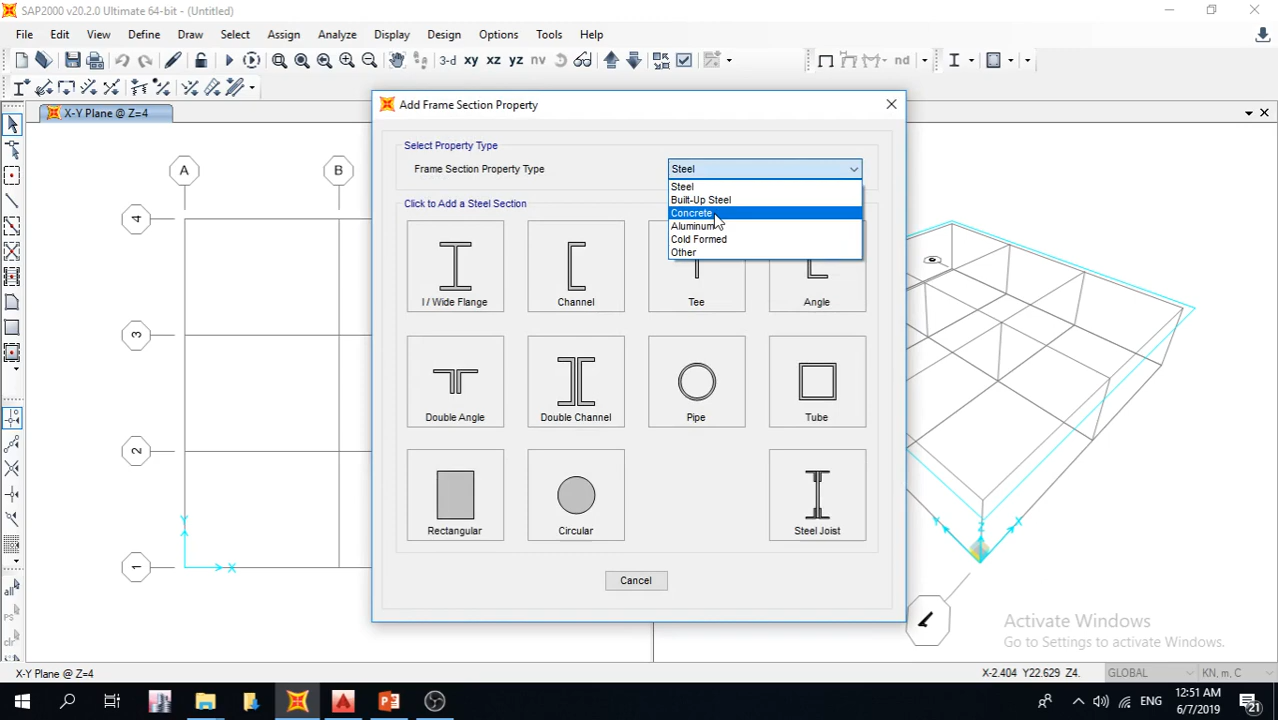 SAP2000 v20.2.0 Ultimate 64-bit - (Untitled)
File Edit View Define Draw Select Assign Analyze Display Design Options Tools Help
3-d xy xz yz nv nd
X-Y Plane @ Z=4
Add Frame Section Property
Select Property Type
Frame Section Property Type
Steel
Steel
Built-Up Steel
Concrete
Aluminum
Cold Formed
Other
Click to Add a Steel Section
I / Wide Flange
Channel
Tee
Angle
Double Angle
Double Channel
Pipe
Tube
Rectangular
Circular
Steel Joist
Cancel
A B
4
3
2
1
Y
X
Y Z X
all
PS
clr
Activate Windows
Go to Settings to activate Windows.
X-Y Plane @ Z=4
X-2.404 Y22.629 Z4.
GLOBAL
KN, m, C
ENG
12:51 AM
6/7/2019
21